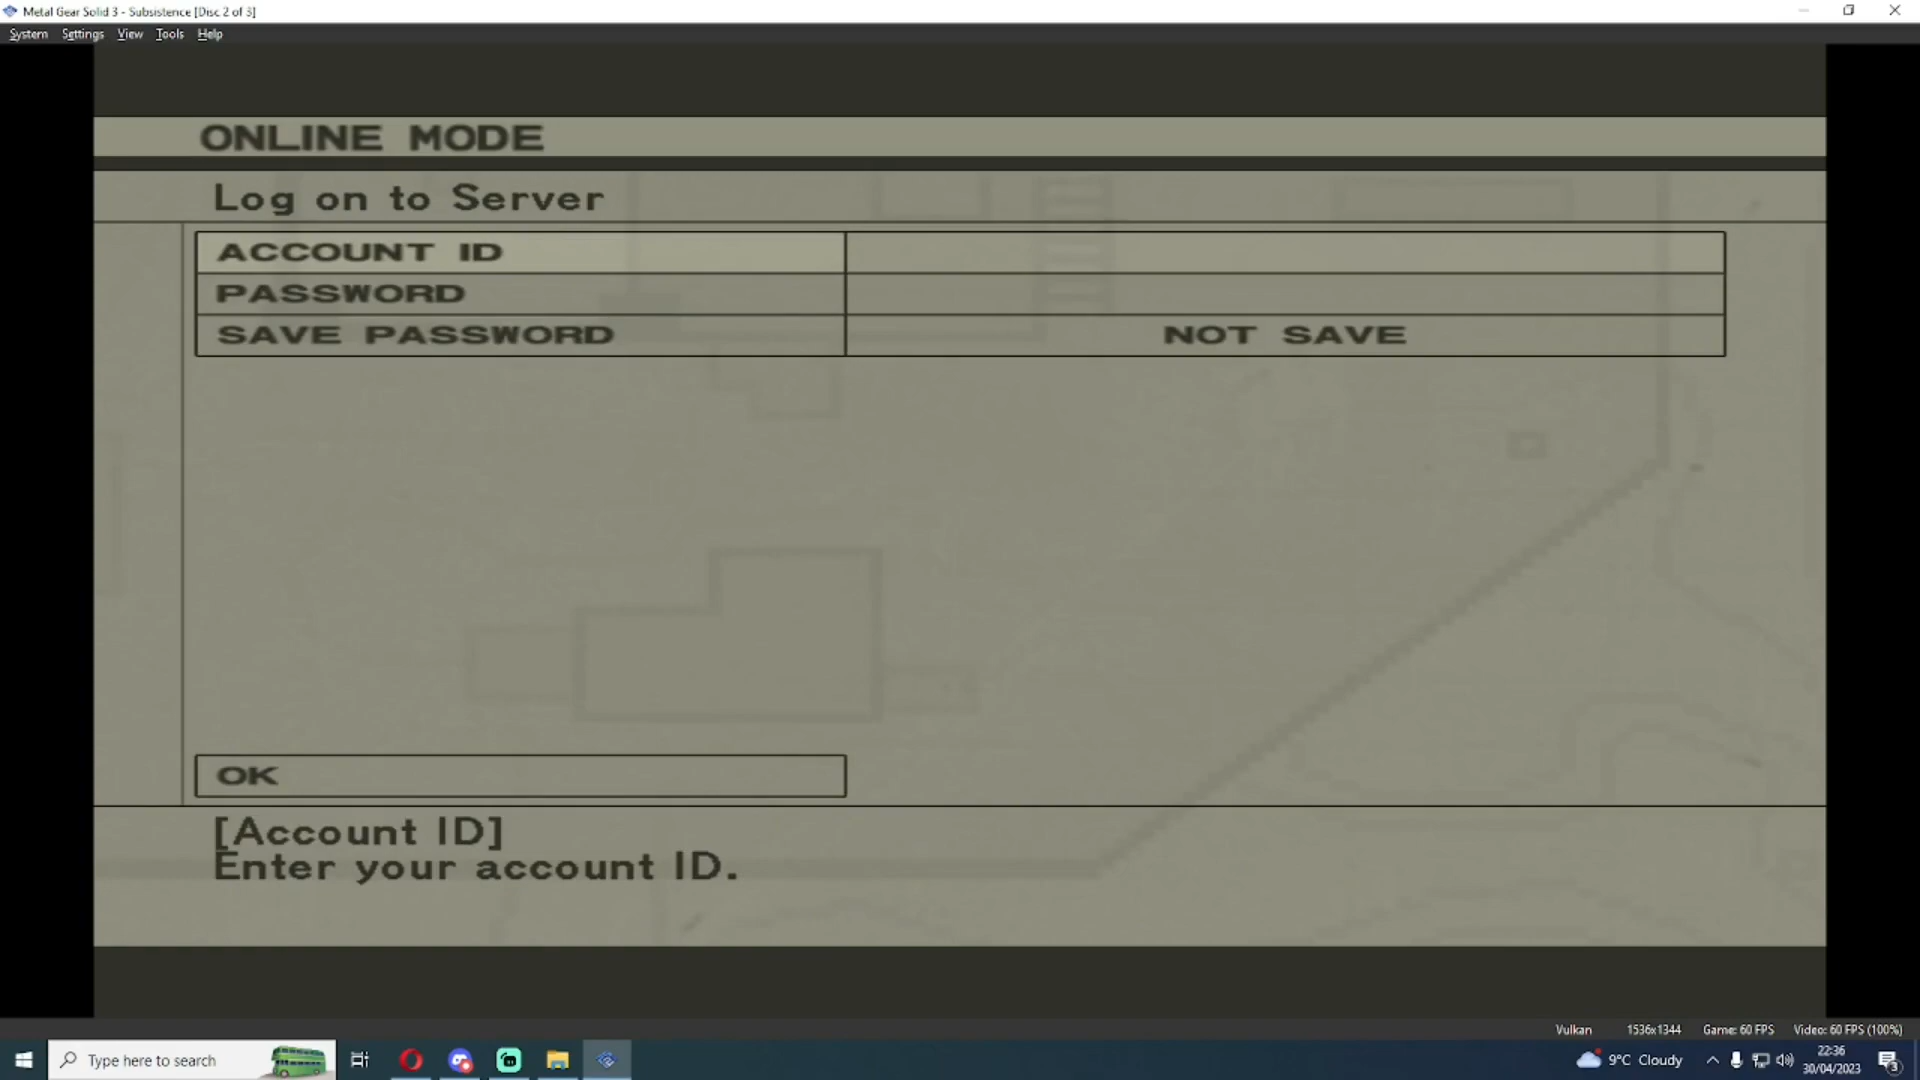 Metal Gear Solid 3 - Subsistence [Disc 2 of 3]
System Settings View Tools Help
ONLINE MODE
Log on to Server
ACCOUNT ID
PASSWORD
SAVE PASSWORD NOT SAVE
OK
[Account ID]
Enter your account ID.
Vulkan 1536x1344 Game: 60 FPS Video: 60 FPS (100%)
Type here to search
9°C Cloudy
22:36
30/04/2023
3